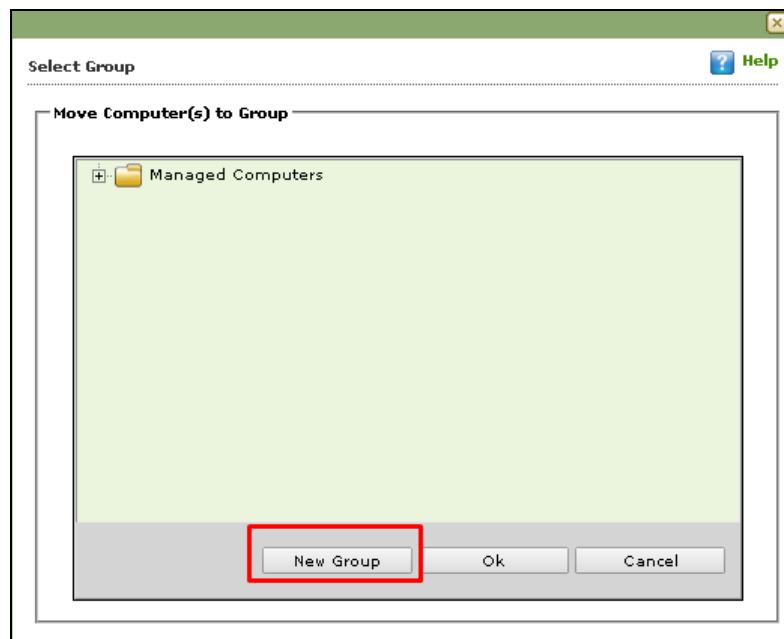 Select Group
? Help
Move Computer(s) to Group
Managed Computers
New Group Ok Cancel